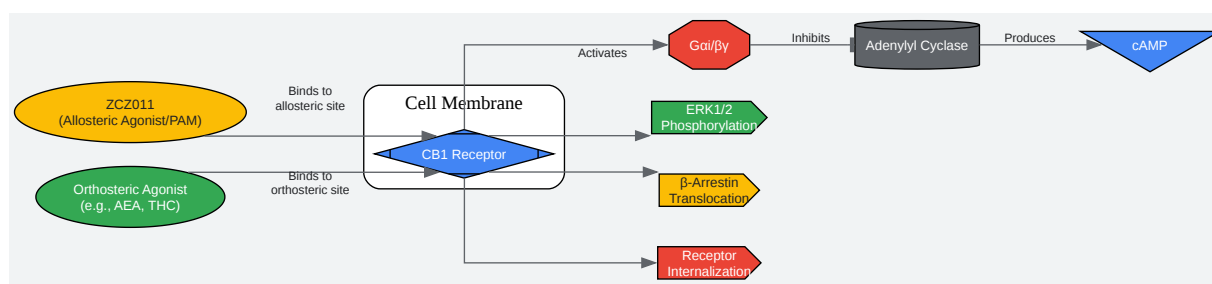 Gαi/βγ
Inhibits
Adenylyl Cyclase
Produces
cAMP
Activates
Binds to
allosteric site
ZCZ011
(Allosteric Agonist/PAM)
Cell Membrane
ERK1/2
Phosphorylation
CB1 Receptor
Binds to
orthosteric site
Orthosteric Agonist
(e.g., AEA, THC)
β-Arrestin
Translocation
Receptor
Internalization